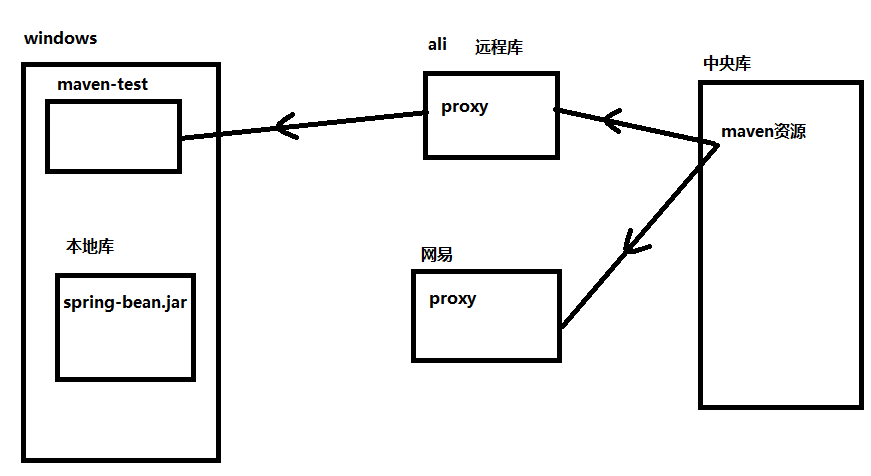 windows
maven-test
本地库
spring-bean.jar
ali 远程库
proxy
网易
proxy
中央库
maven资源